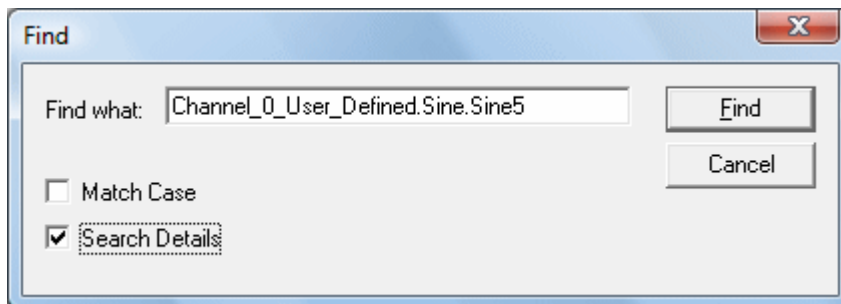 Find
Find what: Channel_0_User_Defined.Sine.Sine5
Find
Cancel
Match Case
Search Details